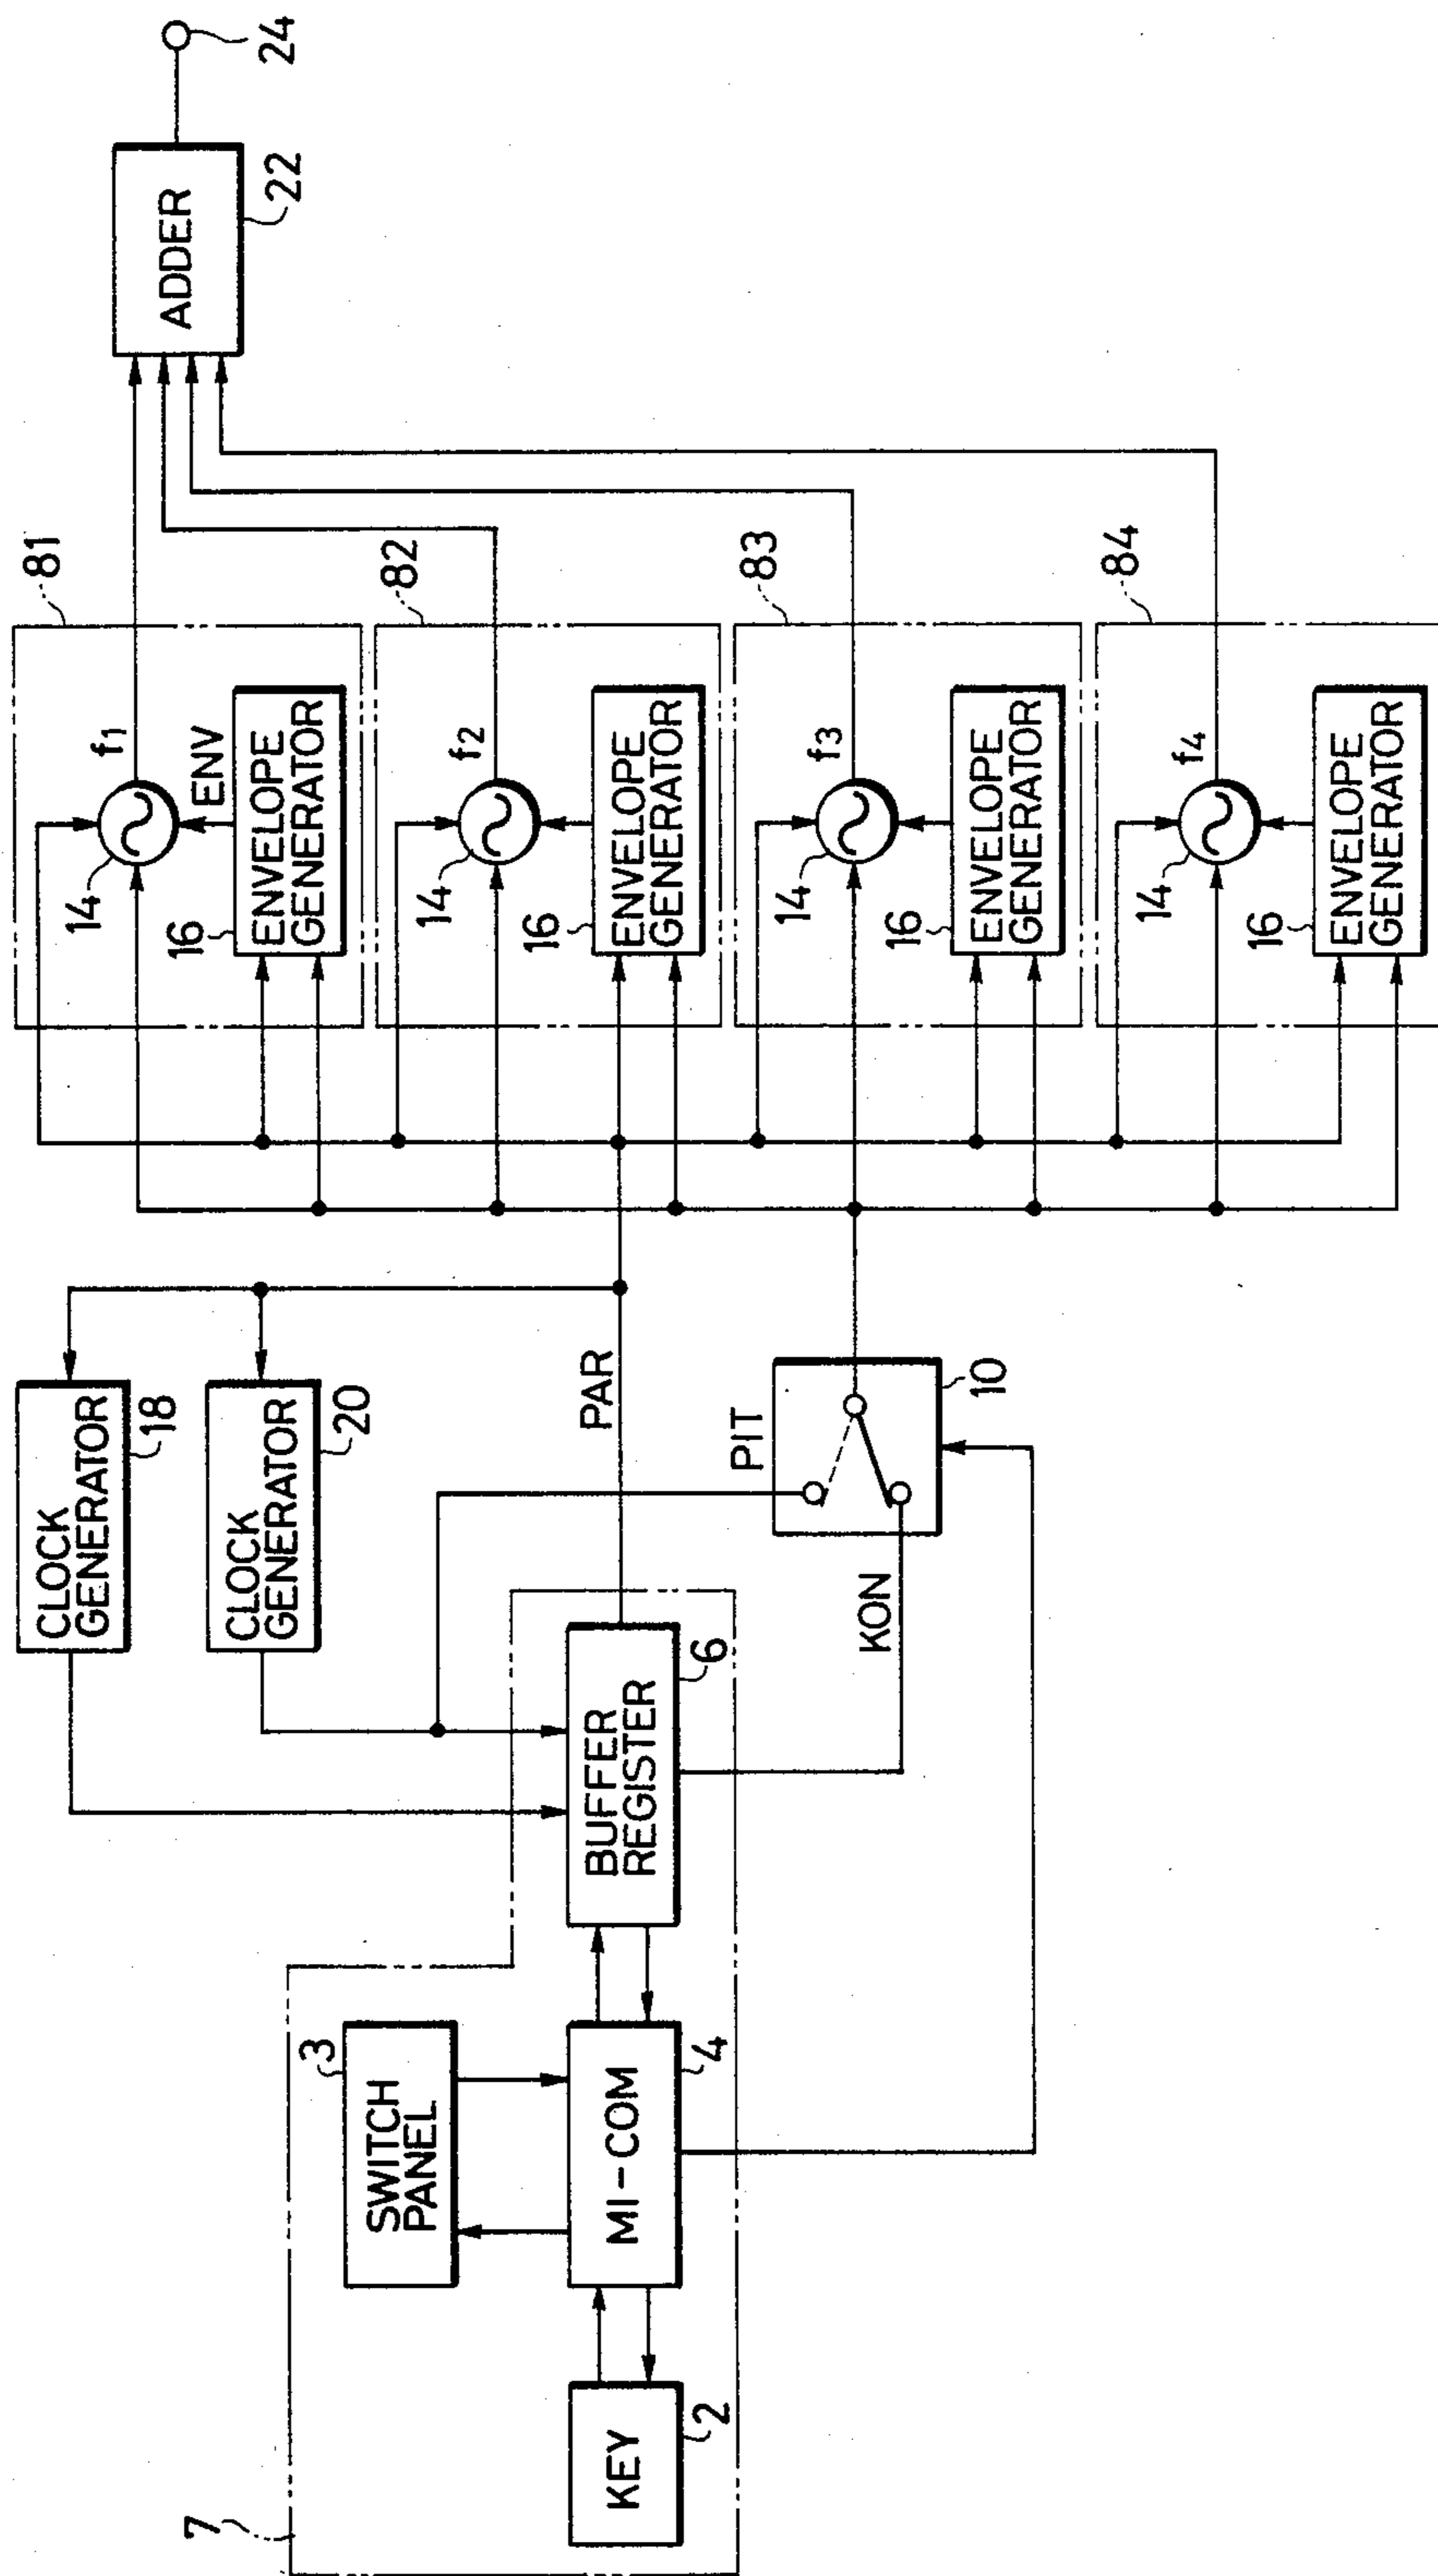 7
KEY
2
SWITCH
PANEL
3
MI-COM
4
BUFFER
REGISTER
6
CLOCK
GENERATOR
18
CLOCK
GENERATOR
20
PAR
PIT
KON
10
81
14
f1
ENV
16
ENVELOPE
GENERATOR
82
14
f2
16
ENVELOPE
GENERATOR
83
14
f3
16
ENVELOPE
GENERATOR
84
14
f4
16
ENVELOPE
GENERATOR
ADDER
22
24